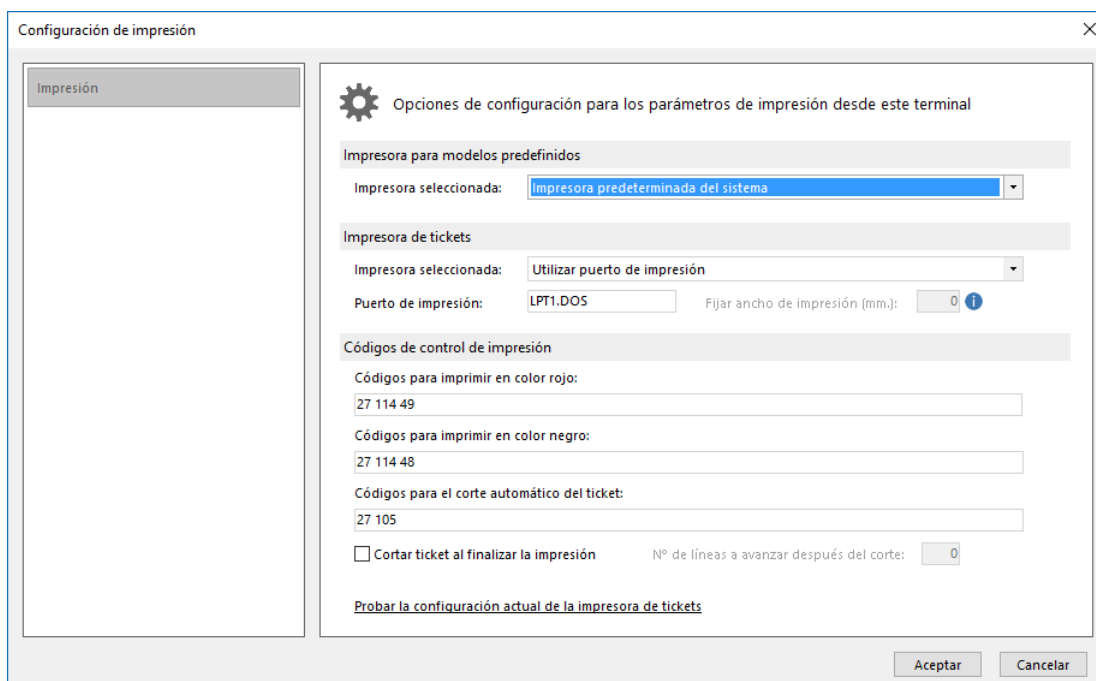 Configuración de impresión
Impresión
Opciones de configuración para los parámetros de impresión desde este terminal
Impresora para modelos predefinidos
Impresora seleccionada: Impresora predeterminada del sistema
Impresora de tickets
Impresora seleccionada: Utilizar puerto de impresión
Puerto de impresión: LPT1.DOS Fijar ancho de impresión (mm.): 0 i
Códigos de control de impresión
Códigos para imprimir en color rojo:
27 114 49
Códigos para imprimir en color negro:
27 114 48
Códigos para el corte automático del ticket:
27 105
Cortar ticket al finalizar la impresión Nº de líneas a avanzar después del corte: 0
Probar la configuración actual de la impresora de tickets
Aceptar Cancelar